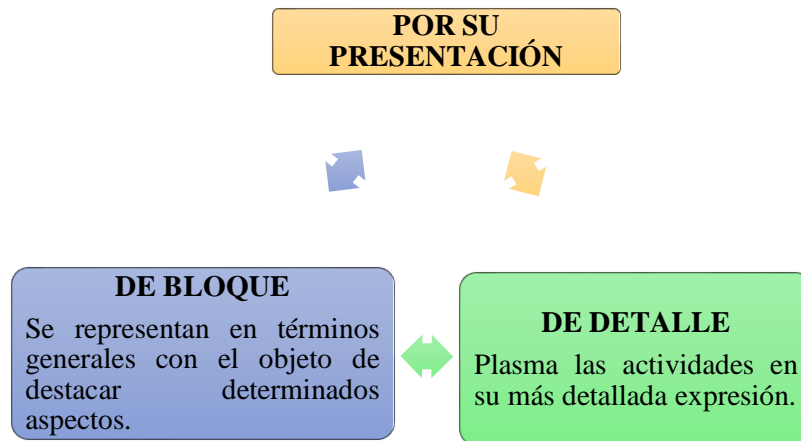 POR SU
PRESENTACIÓN
DE BLOQUE
Se representan en términos
generales con el objeto de
destacar determinados
aspectos.
DE DETALLE
Plasma las actividades en
su más detallada expresión.